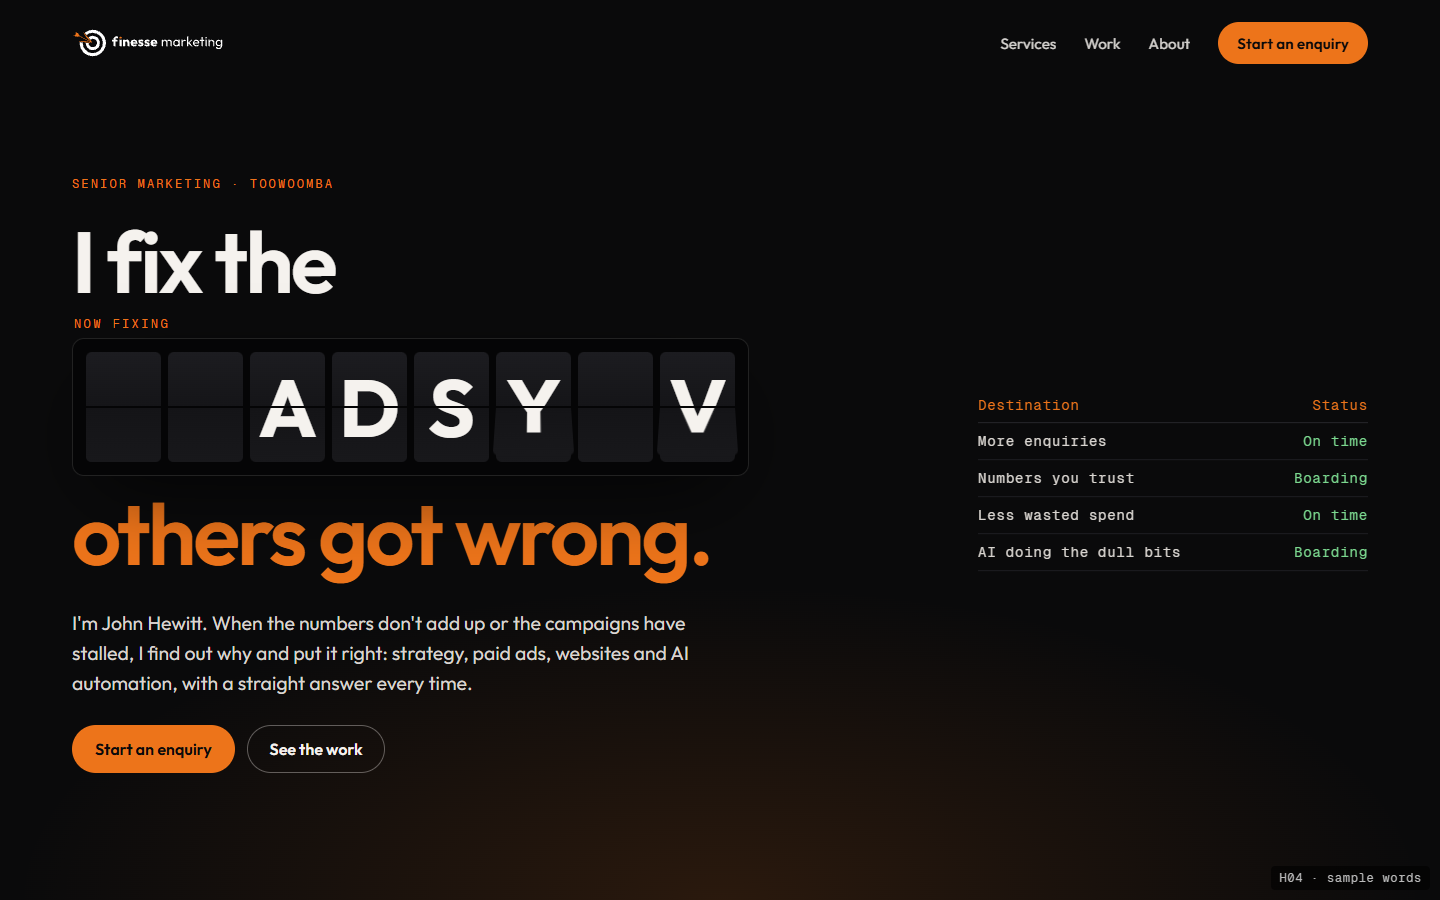 finesse marketing
Services
Work
About
Start an enquiry
SENIOR MARKETING · TOOWOOMBA
I fix the
NOW FIXING
ADSY V
others got wrong.
I'm John Hewitt. When the numbers don't add up or the campaigns have
stalled, I find out why and put it right: strategy, paid ads, websites and AI
automation, with a straight answer every time.
Start an enquiry
See the work
Destination Status
More enquiries On time
Numbers you trust Boarding
Less wasted spend On time
AI doing the dull bits Boarding
H04 · sample words